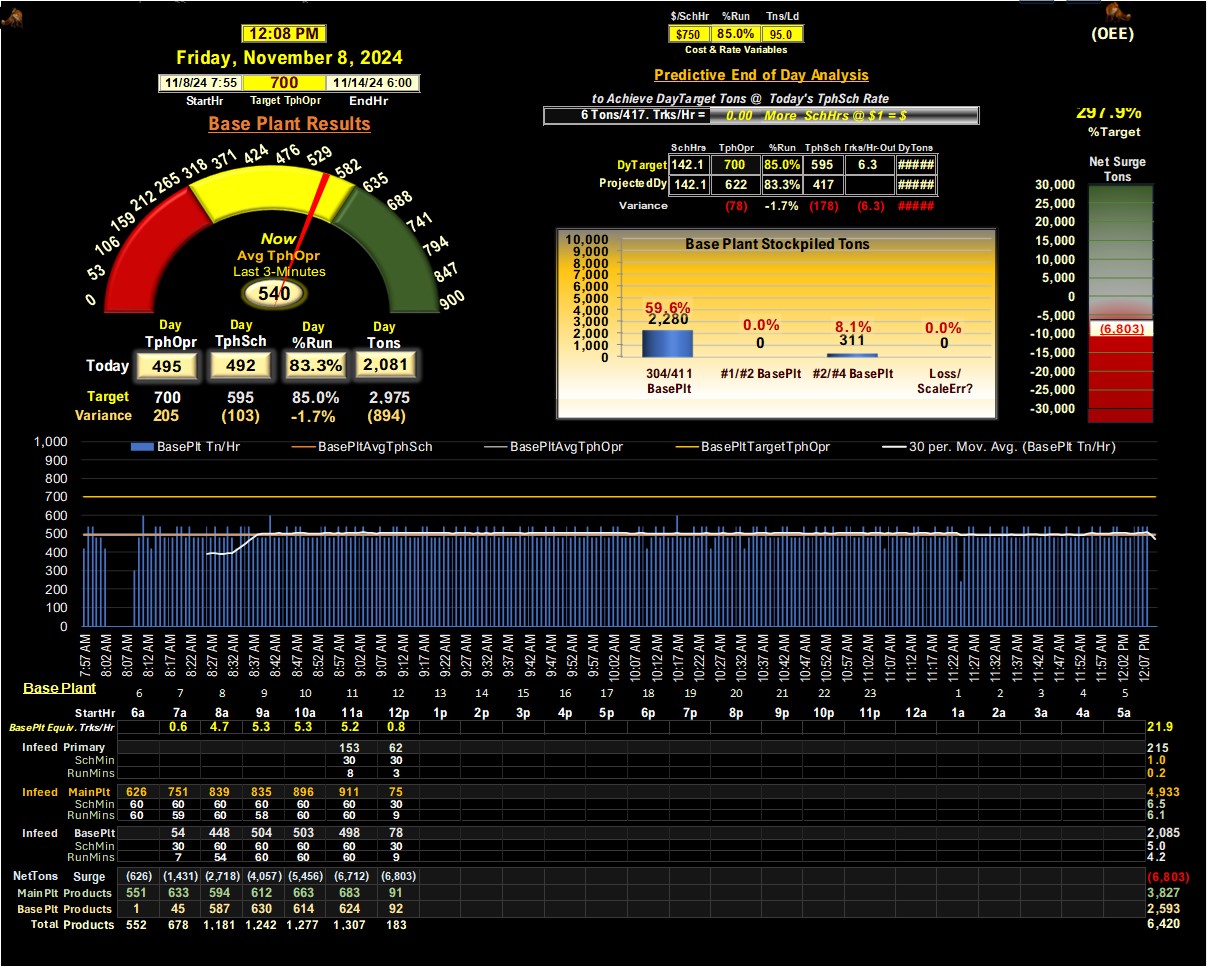 12:08 PM
Friday, November 8, 2024
11/8/24 7:55 700 11/14/24 6:00
StartHr Target TphOpr EndHr
Base Plant Results
0 53 106 159 212 265 318 371 424 476 529 582 635 688 741 794 847 900
Now
Avg TphOpr
Last 3-Minutes
540
Day Day Day Day
TphOpr TphSch %Run Tons
Today 495 492 83.3% 2,081
Target 700 595 85.0% 2,975
Variance 205 (103) -1.7% (894)
$/SchHr %Run Tns/Ld
$750 85.0% 95.0
Cost & Rate Variables
Predictive End of Day Analysis
to Achieve DayTarget Tons @ Today's TphSch Rate
6 Tons/417. Trks/Hr = 0.00 More SchHrs @ $1 = $
SchHrs TphOpr %Run TphSch Trks/Hr-Out DyTons
DyTarget 142.1 700 85.0% 595 6.3 #####
ProjectedDy 142.1 622 83.3% 417 #####
Variance (78) -1.7% (178) (6.3) #####
Base Plant Stockpiled Tons
10,000
9,000
8,000
7,000
6,000
5,000
4,000
3,000
2,000
1,000
0
59.6% 0.0% 8.1% 0.0%
2,280 0 311 0
304/411 BasePlt #1/#2 BasePlt #2/#4 BasePlt Loss/ScaleErr?
(OEE)
297.9%
%Target
Net Surge
Tons
30,000
25,000
20,000
15,000
10,000
5,000
0
-5,000
(6,803)
-10,000
-15,000
-20,000
-25,000
-30,000
BasePlt Tn/Hr BasePltAvgTphSch BasePltAvgTphOpr BasePltTargetTphOpr 30 per. Mov. Avg. (BasePlt Tn/Hr)
1,000
900
800
700
600
500
400
300
200
100
0
7:57 AM 8:02 AM 8:07 AM 8:12 AM 8:17 AM 8:22 AM 8:27 AM 8:32 AM 8:37 AM 8:42 AM 8:47 AM 8:52 AM 8:57 AM 9:02 AM 9:07 AM 9:12 AM 9:17 AM 9:22 AM 9:27 AM 9:32 AM 9:37 AM 9:42 AM 9:47 AM 9:52 AM 9:57 AM 10:02 AM 10:07 AM 10:12 AM 10:17 AM 10:22 AM 10:27 AM 10:32 AM 10:37 AM 10:42 AM 10:47 AM 10:52 AM 10:57 AM 11:02 AM 11:07 AM 11:12 AM 11:17 AM 11:22 AM 11:27 AM 11:32 AM 11:37 AM 11:42 AM 11:47 AM 11:52 AM 11:57 AM 12:02 PM 12:07 PM
Base Plant 6 7 8 9 10 11 12 13 14 15 16 17 18 19 20 21 22 23 1 2 3 4 5
StartHr 6a 7a 8a 9a 10a 11a 12p 1p 2p 3p 4p 5p 6p 7p 8p 9p 10p 11p 12a 1a 2a 3a 4a 5a
BasePlt Equiv. Trks/Hr 0.6 4.7 5.3 5.3 5.2 0.8 21.9
Infeed Primary 153 62 215
SchMin 30 30 1.0
RunMins 8 3 0.2
Infeed MainPlt 626 751 839 835 896 911 75 4,933
SchMin 60 60 60 60 60 60 30 6.5
RunMins 60 59 60 58 60 60 9 6.1
Infeed BasePlt 54 448 504 503 498 78 2,085
SchMin 30 60 60 60 60 30 5.0
RunMins 7 54 60 60 60 9 4.2
NetTons Surge (626) (1,431) (2,718) (4,057) (5,456) (6,712) (6,803) (6,803)
MainPlt Products 551 633 594 612 663 683 91 3,827
BasePlt Products 1 45 587 630 614 624 92 2,593
Total Products 552 678 1,181 1,242 1,277 1,307 183 6,420